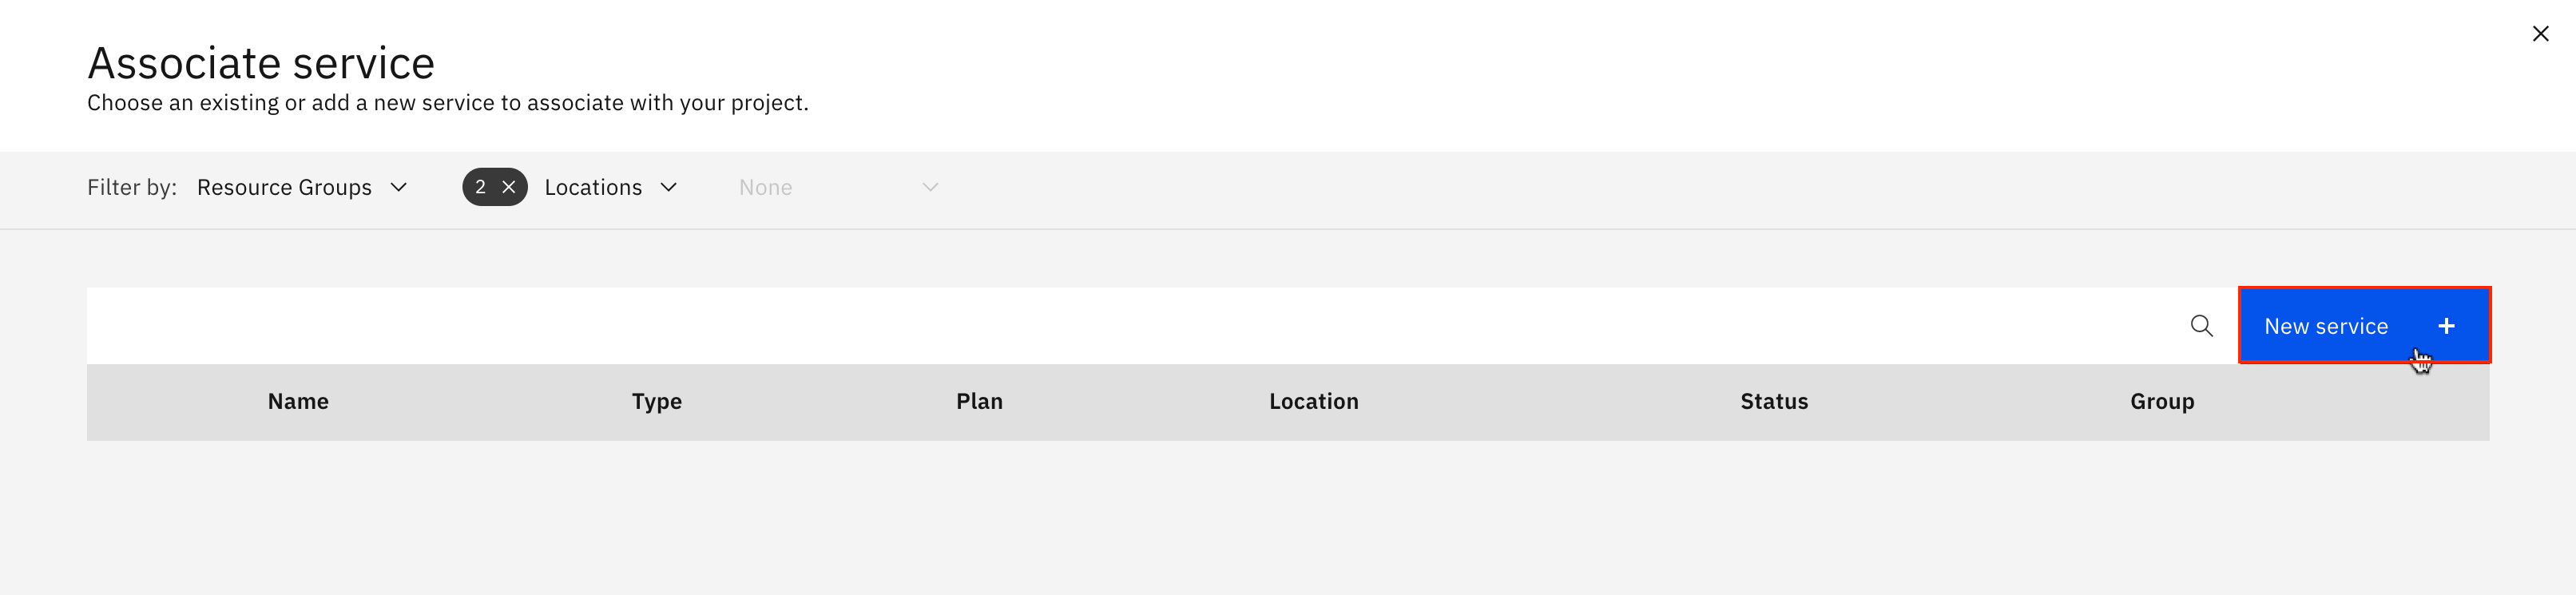 Associate service
Choose an existing or add a new service to associate with your project.
Filter by: Resource Groups 2 Locations None
New service +
Name Type Plan Location Status Group